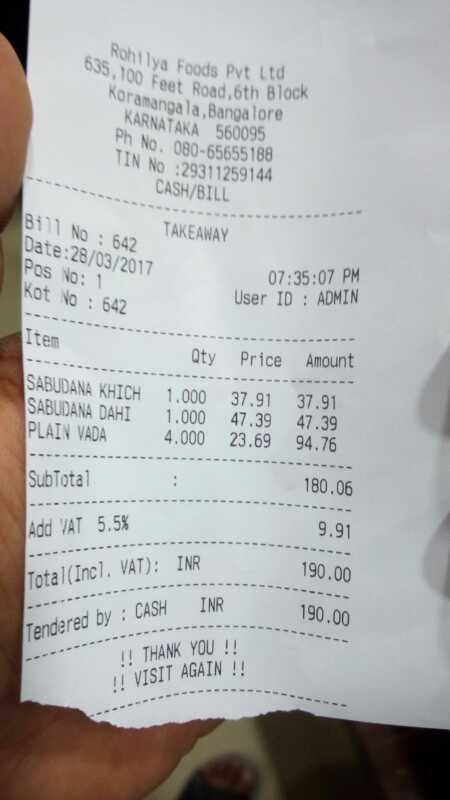 Rohilya Foods Pvt Ltd
635,100 Feet Road,6th Block
Koramangala,Bangalore
KARNATAKA 560095
Ph No. 080-65655188
TIN No :29311259144
CASH/BILL
TAKEAWAY
Bill No : 642
Date:28/03/2017 07:35:07 PM
Pos No: 1 User ID : ADMIN
Kot No : 642
Item Qty Price Amount
SABUDANA KHICH 1.000 37.91 37.91
SABUDANA DAHI 1.000 47.39 47.39
PLAIN VADA 4.000 23.69 94.76
SubTotal : 180.06
Add VAT 5.5% 9.91
Total(Incl. VAT): INR 190.00
Tendered by : CASH INR 190.00
!! THANK YOU !!
!! VISIT AGAIN !!